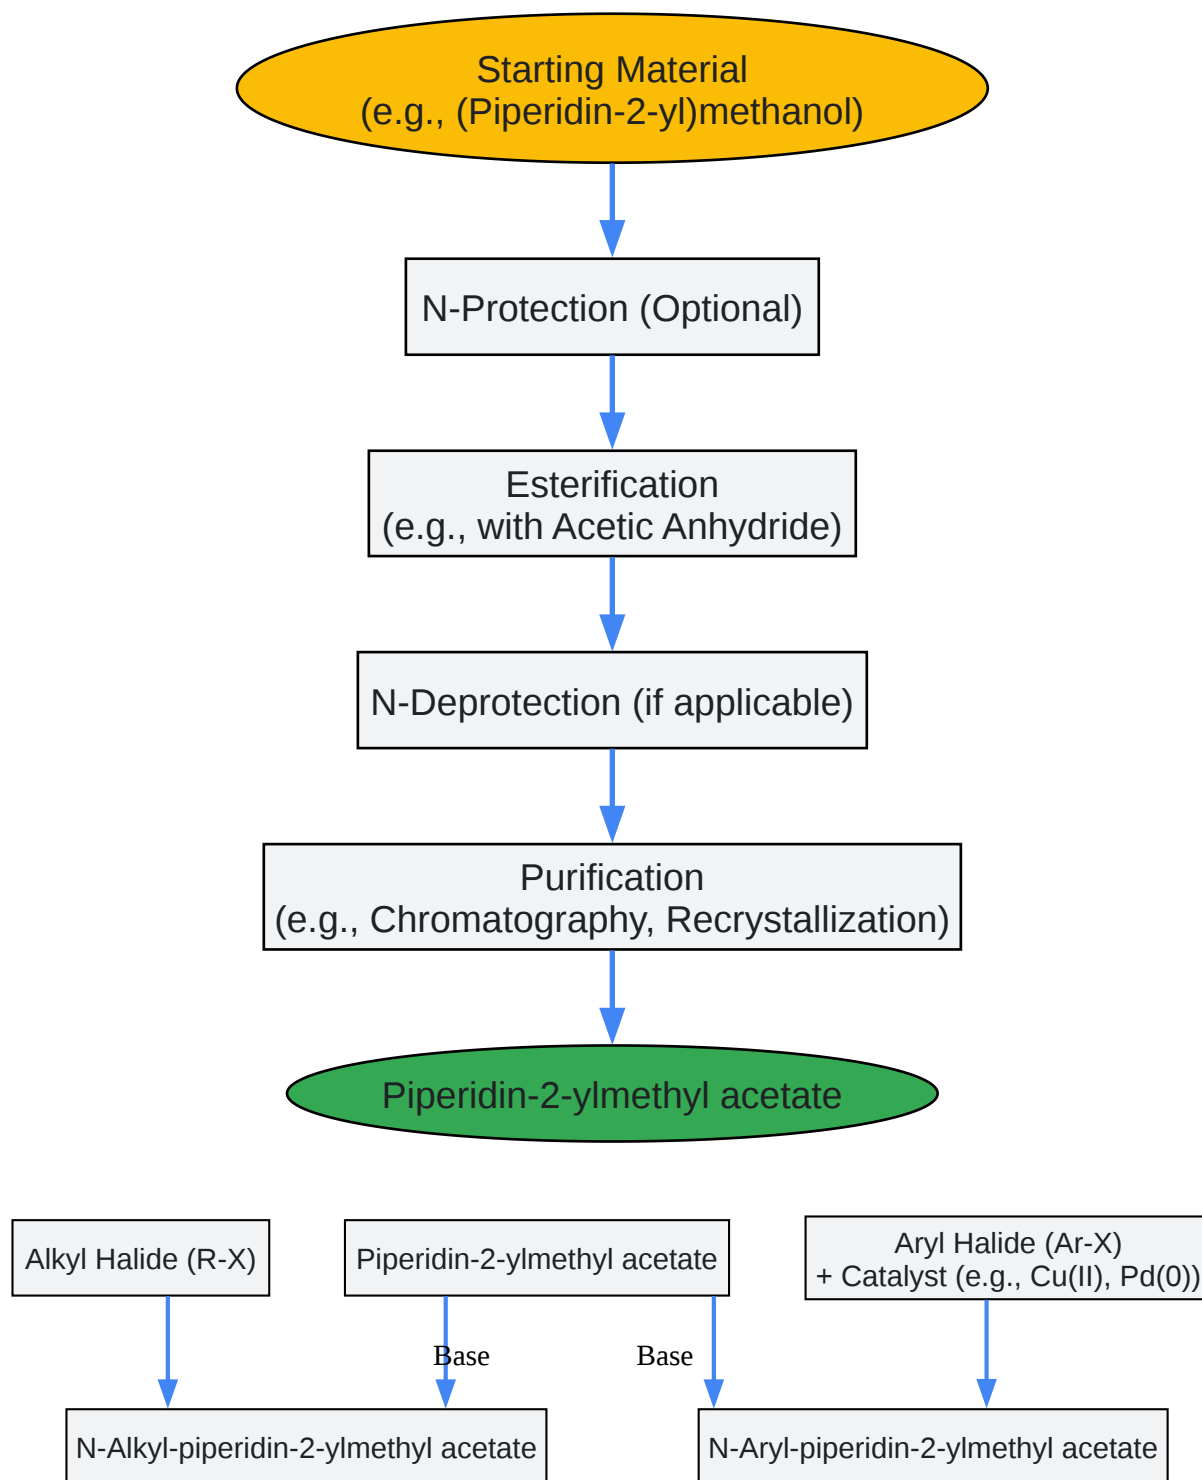 Starting Material
(e.g., (Piperidin-2-yl)methanol)
N-Protection (Optional)
Esterification
(e.g., with Acetic Anhydride)
N-Deprotection (if applicable)
Purification
(e.g., Chromatography, Recrystallization)
Piperidin-2-ylmethyl acetate
Alkyl Halide (R-X)
Piperidin-2-ylmethyl acetate
Aryl Halide (Ar-X)
+ Catalyst (e.g., Cu(II), Pd(0))
Base
Base
N-Alkyl-piperidin-2-ylmethyl acetate
N-Aryl-piperidin-2-ylmethyl acetate